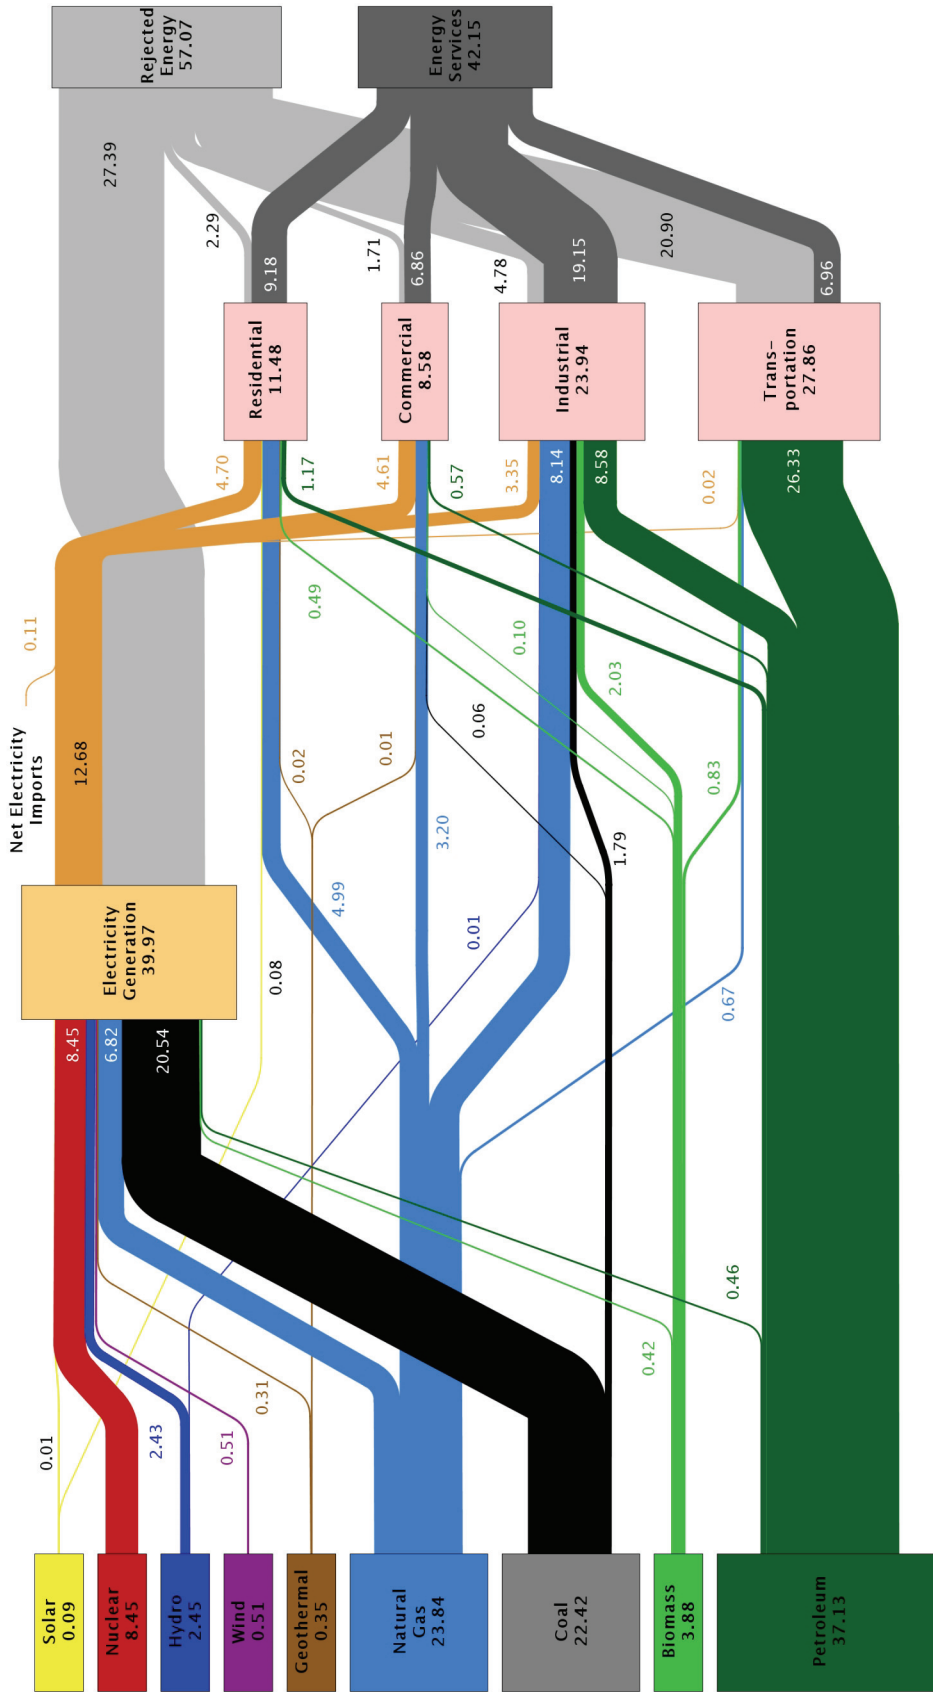 Solar
0.09
Nuclear
8.45
Hydro
2.45
Wind
0.51
Geothermal
0.35
Natural
Gas
23.84
Coal
22.42
Biomass
3.88
Petroleum
37.13
0.01
2.43
0.51
0.31
0.42
0.46
8.45
6.82
20.54
0.08
Electricity
Generation
39.97
4.99
0.01
0.67
Net Electricity
Imports
0.11
12.68
0.02
0.01
3.20
0.06
1.79
0.83
0.49
0.10
2.03
4.70
1.17
4.61
0.57
3.35
8.14
8.58
0.02
26.33
Residential
11.48
Commercial
8.58
Industrial
23.94
Trans–
portation
27.86
27.39
2.29
9.18
1.71
6.86
4.78
19.15
20.90
6.96
Rejected
Energy
57.07
Energy
Services
42.15